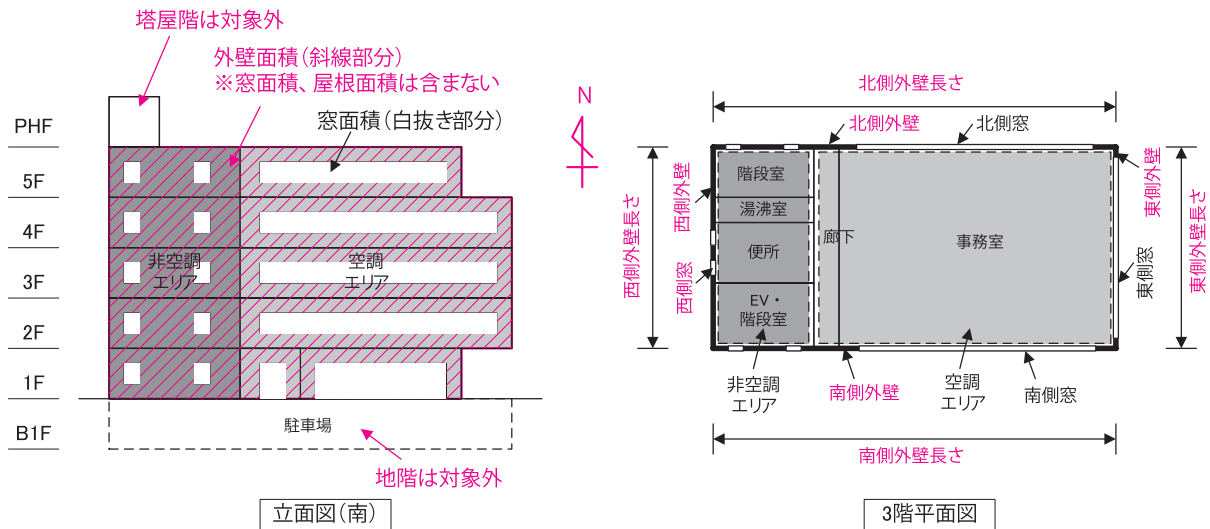 塔屋階は対象外
外壁面積(斜線部分)
※窓面積、屋根面積は含まない
窓面積(白抜き部分)
PHF
5F
4F
3F
2F
1F
B1F
非空調
エリア
空調
エリア
駐車場
地階は対象外
立面図(南)
N
北側外壁長さ
北側外壁
北側窓
西側外壁長さ
西側外壁
西側窓
階段室
湯沸室
便所
EV・
階段室
廊下
事務室
東側外壁
東側窓
東側外壁長さ
非空調
エリア
南側外壁
空調
エリア
南側窓
南側外壁長さ
3階平面図